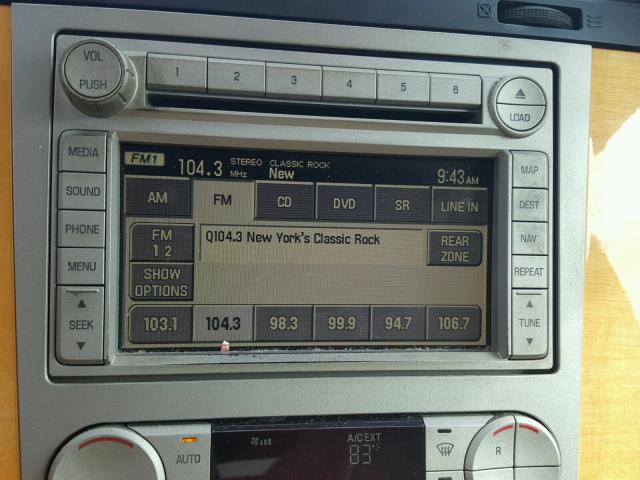 VOL
PUSH
1 2 3 4 5 6
LOAD
MEDIA
SOUND
PHONE
MENU
SEEK
MAP
DEST
NAV
REPEAT
TUNE
FM1 104.3 MHz STEREO CLASSIC ROCK
New 9:43 AM
AM FM CD DVD SR LINE IN
FM
1 2
Q104.3 New York's Classic Rock
REAR
ZONE
SHOW
OPTIONS
103.1 104.3 98.3 99.9 94.7 106.7
AUTO
A/C EXT
83°F
R